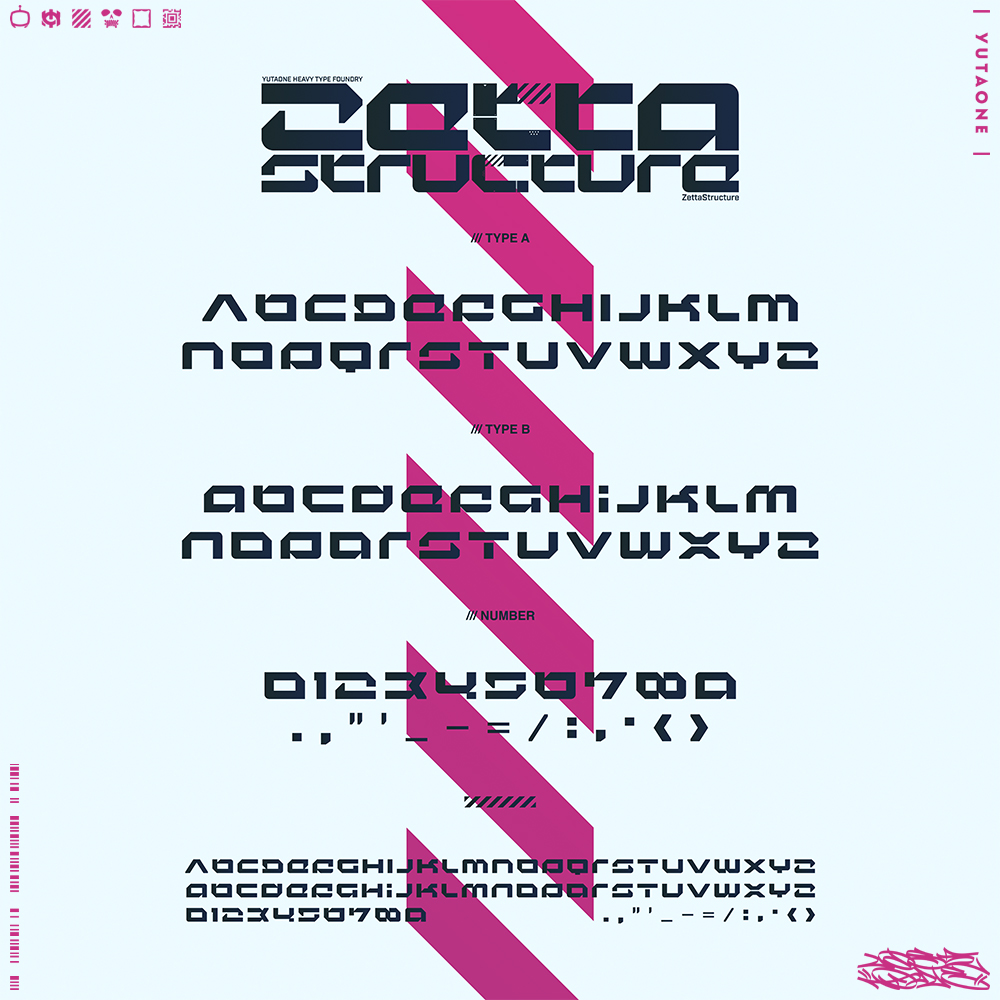 YUTAONE HEAVY TYPE FOUNDRY
zetta
structure
ZettaStructure
| YUTAONE |
/// TYPE A
ABCDEFGHIJKLM
NOPQRSTUVWXYZ
/// TYPE B
ABCDEFGHiJKLM
NOPQRSTUVWXYZ
/// NUMBER
0123456789
.,"'_-=/:,·‹›
ABCDEFGHIJKLMNOPQRSTUVWXYZ
ABCDEFGHiJKLMNOPQRSTUVWXYZ
0123456789 .,"'_-=/:,·‹›